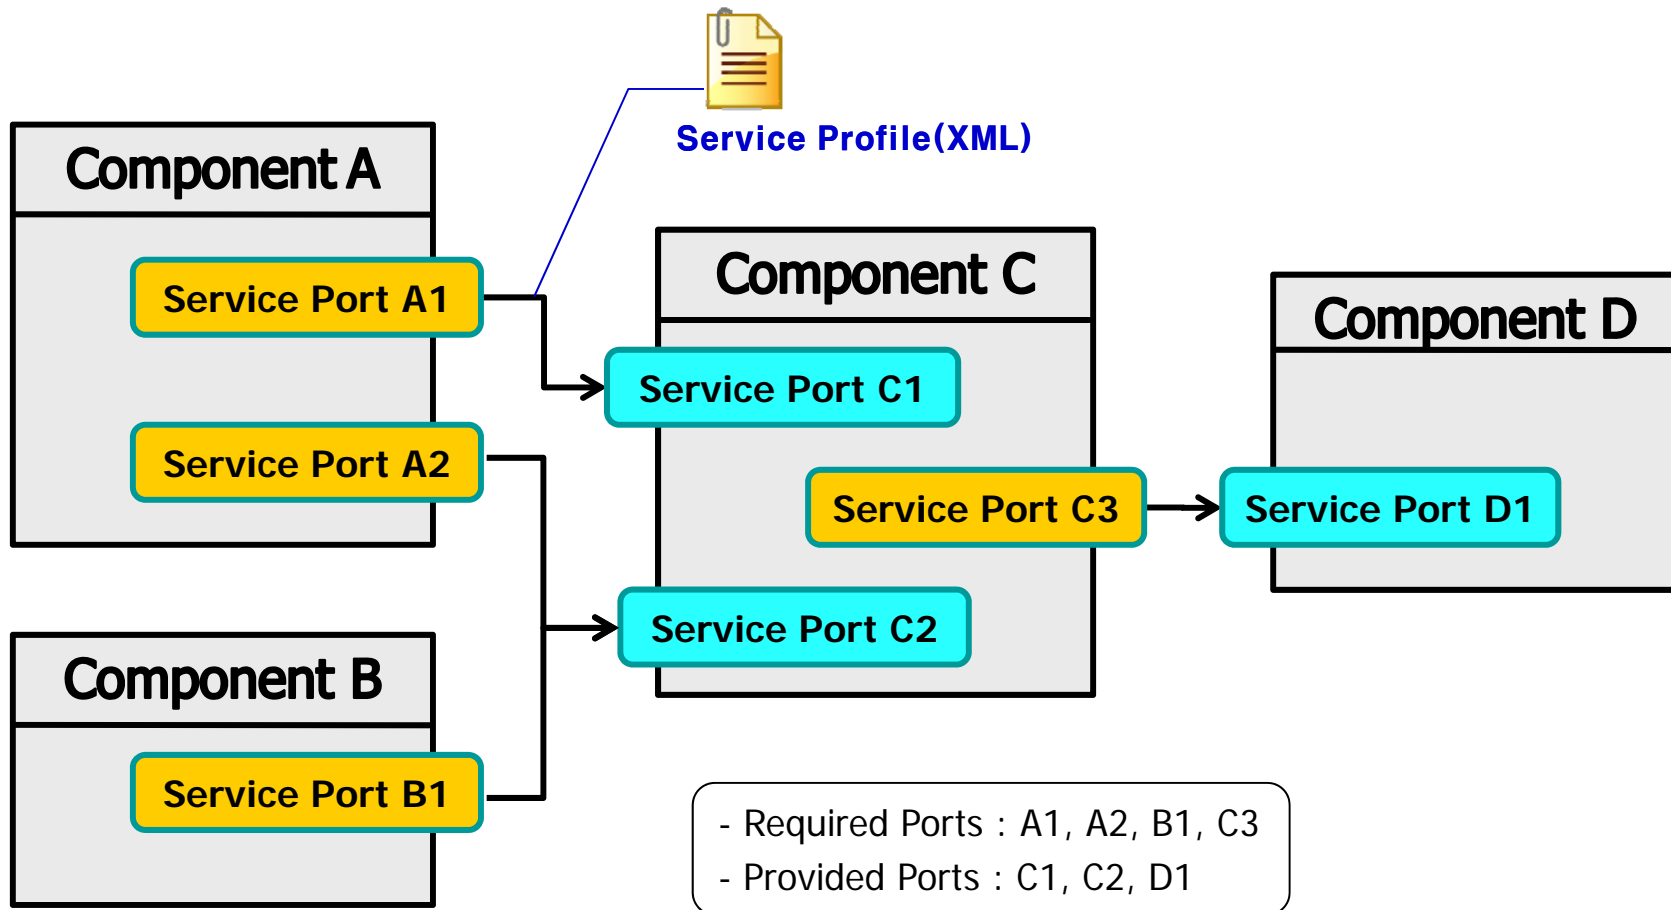 Service Profile(XML)
Component A
Service Port A1
Service Port A2
Component B
Service Port B1
Component C
Service Port C1
Service Port C3
Service Port C2
Component D
Service Port D1
- Required Ports : A1, A2, B1, C3
- Provided Ports : C1, C2, D1